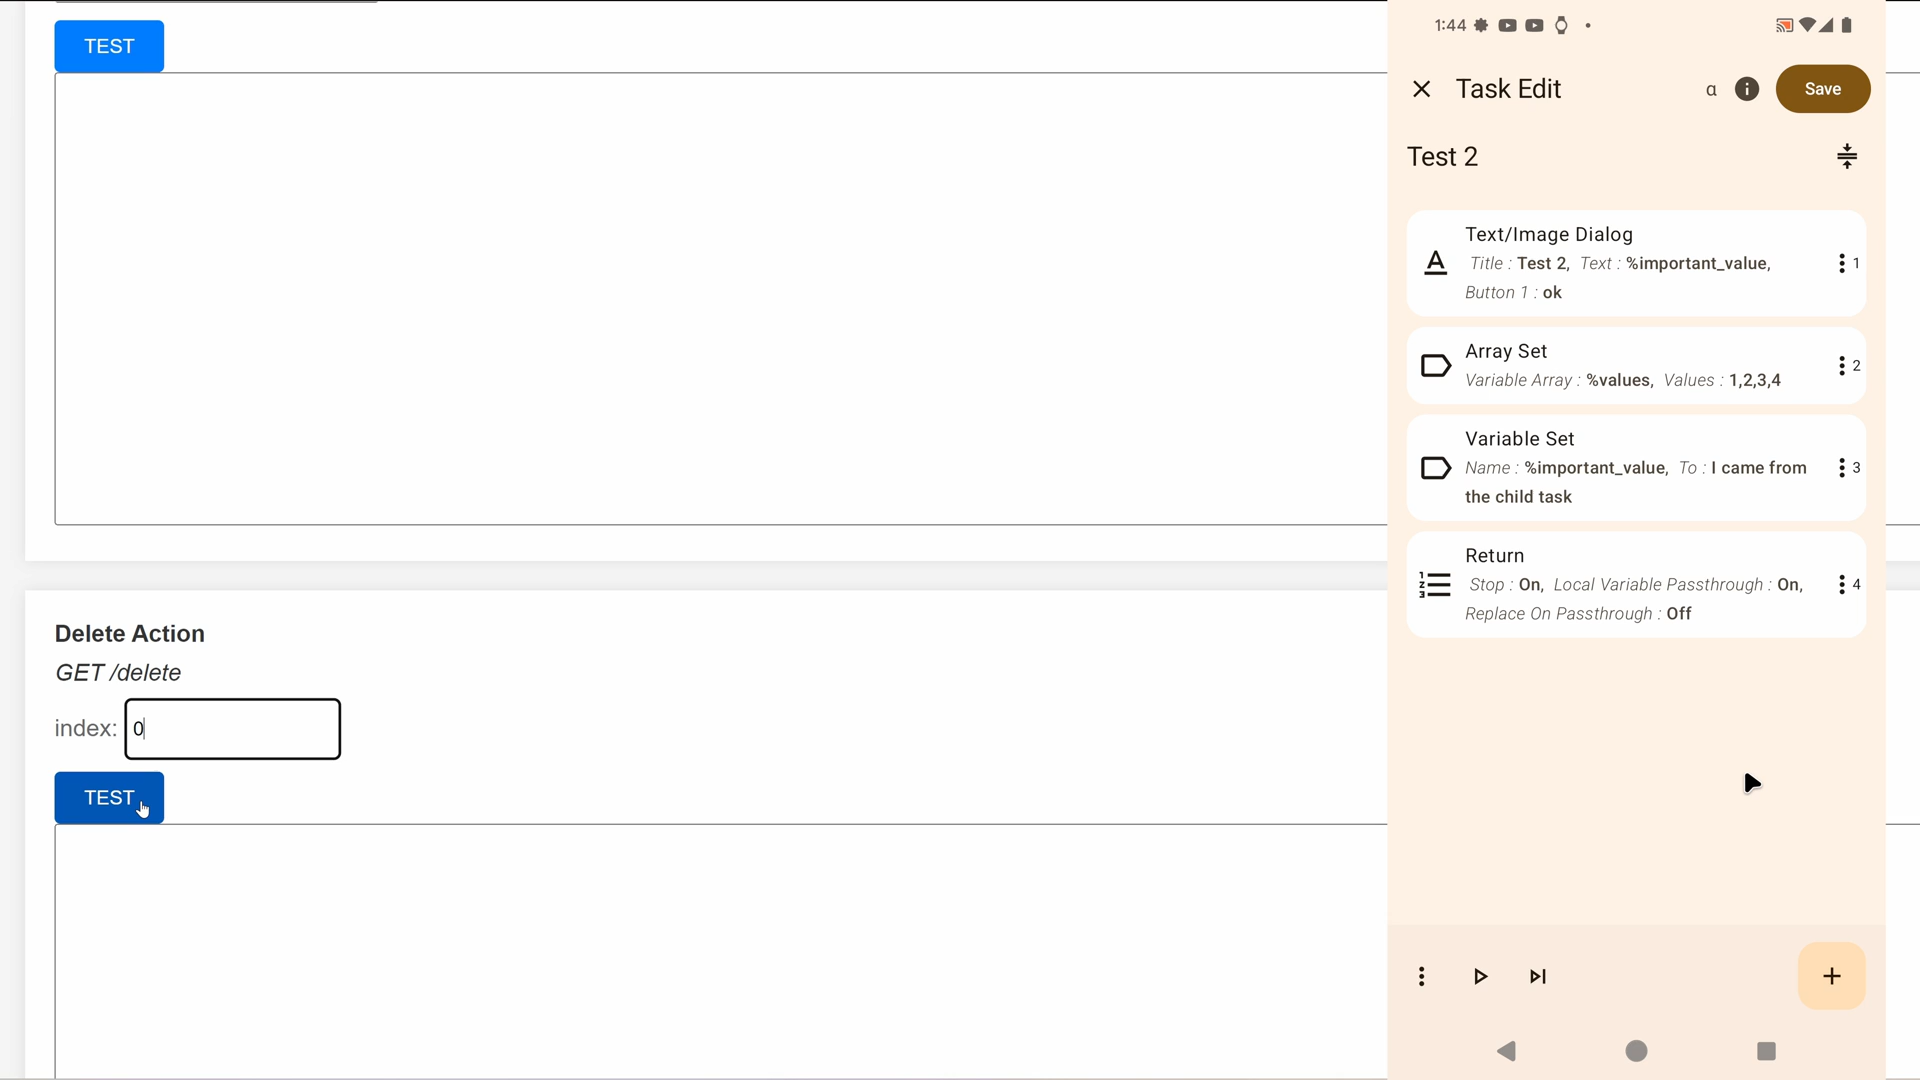 TEST
Delete Action
GET /delete
index: 0
TEST
1:44
Task Edit
α
i
Save
Test 2
Text/Image Dialog
Title : Test 2, Text : %important_value,
Button 1 : ok
1
Array Set
Variable Array : %values, Values : 1,2,3,4
2
Variable Set
Name : %important_value, To : I came from
the child task
3
Return
Stop : On, Local Variable Passthrough : On,
Replace On Passthrough : Off
4